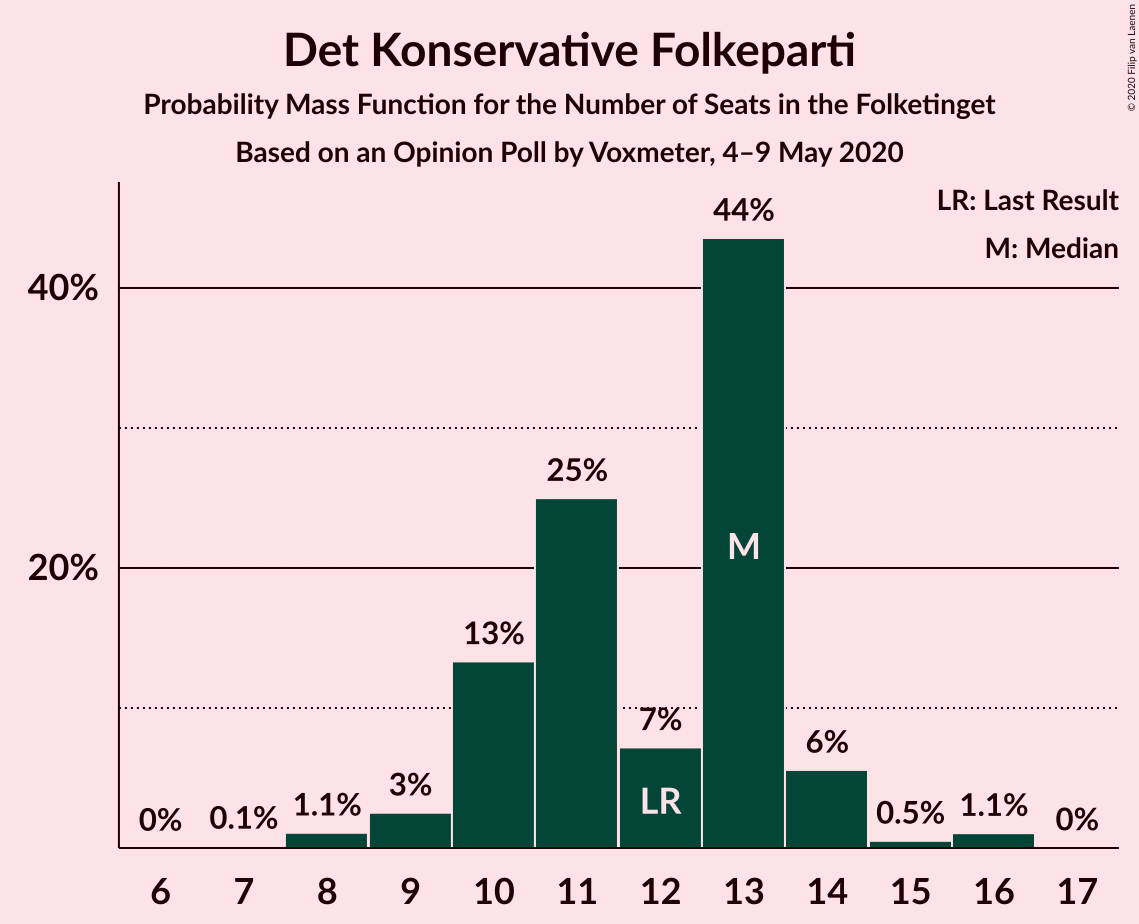 Det Konservative Folkeparti
Probability Mass Function for the Number of Seats in the Folketinget
Based on an Opinion Poll by Voxmeter, 4–9 May 2020
© 2020 Filip van Laenen
LR: Last Result
M: Median
44%
40%
25%
M
20%
13%
7%
6%
3%
LR
1.1%
1.1%
0.5%
0.1%
0%
0%
6 7 8 9 10 11 12 13 14 15 16 17